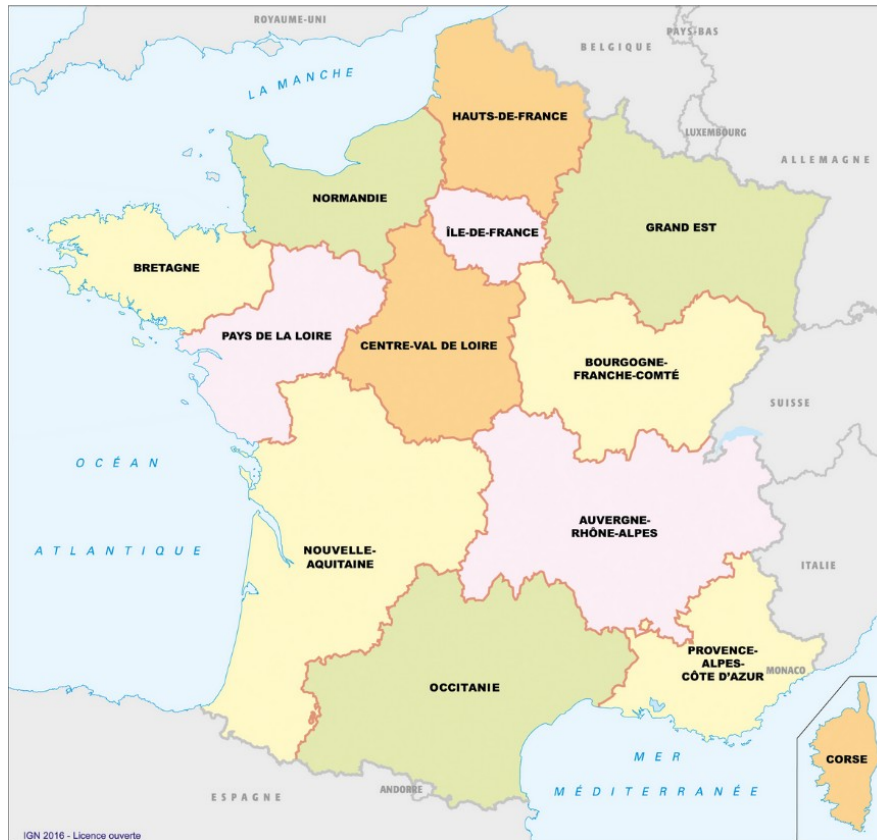 ROYAUME-UNI
PAYS-BAS
BELGIQUE
LA MANCHE
HAUTS-DE-FRANCE
LUXEMBOURG
ALLEMAGNE
NORMANDIE
ÎLE-DE-FRANCE
GRAND EST
BRETAGNE
PAYS DE LA LOIRE
CENTRE-VAL DE LOIRE
BOURGOGNE-
FRANCHE-COMTÉ
SUISSE
OCÉAN
ATLANTIQUE
AUVERGNE-
RHÔNE-ALPES
NOUVELLE-
AQUITAINE
ITALIE
PROVENCE-
ALPES-
CÔTE D'AZUR
MONACO
OCCITANIE
MER
MÉDITERRANÉE
CORSE
ESPAGNE
ANDORRE
IGN 2016 - Licence ouverte